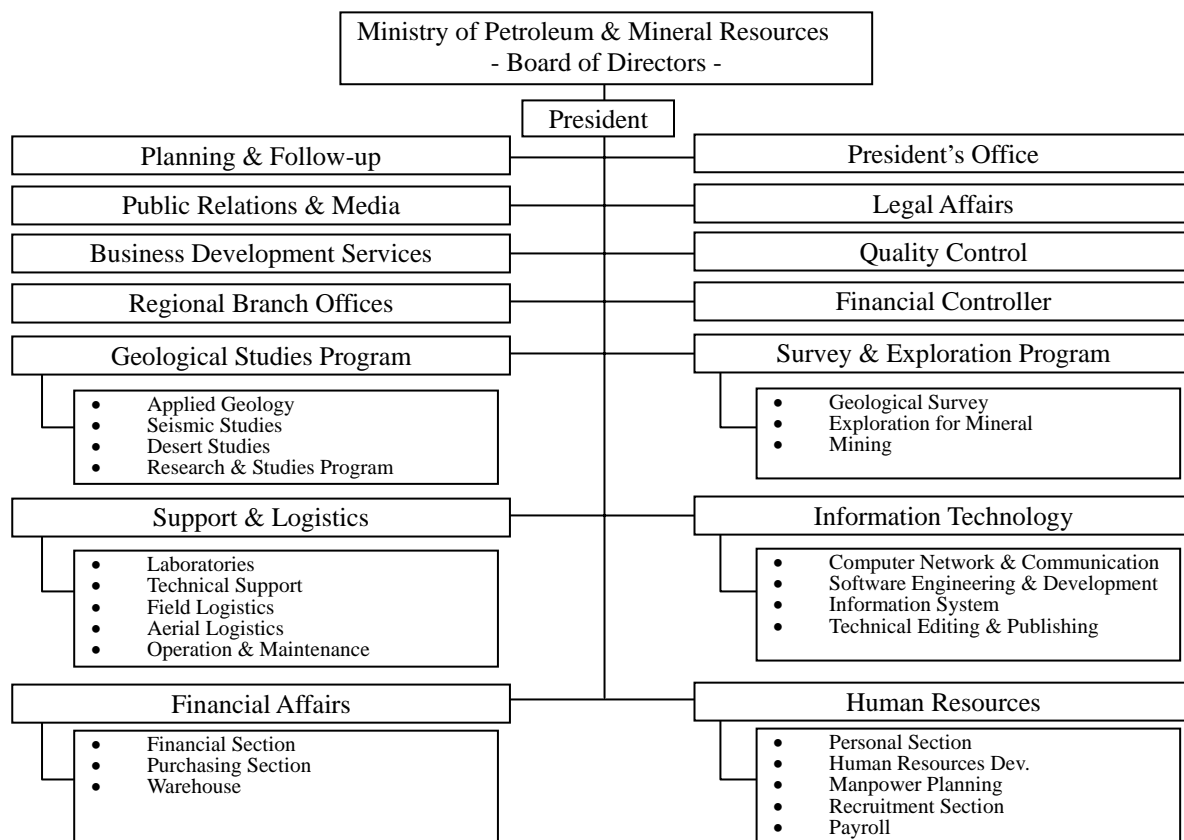 Ministry of Petroleum & Mineral Resources
- Board of Directors -
President
Planning & Follow-up
President’s Office
Public Relations & Media
Legal Affairs
Business Development Services
Quality Control
Regional Branch Offices
Financial Controller
Geological Studies Program
Survey & Exploration Program
• Applied Geology
• Seismic Studies
• Desert Studies
• Research & Studies Program
• Geological Survey
• Exploration for Mineral
• Mining
Support & Logistics
Information Technology
• Laboratories
• Technical Support
• Field Logistics
• Aerial Logistics
• Operation & Maintenance
• Computer Network & Communication
• Software Engineering & Development
• Information System
• Technical Editing & Publishing
Financial Affairs
Human Resources
• Financial Section
• Purchasing Section
• Warehouse
• Personal Section
• Human Resources Dev.
• Manpower Planning
• Recruitment Section
• Payroll